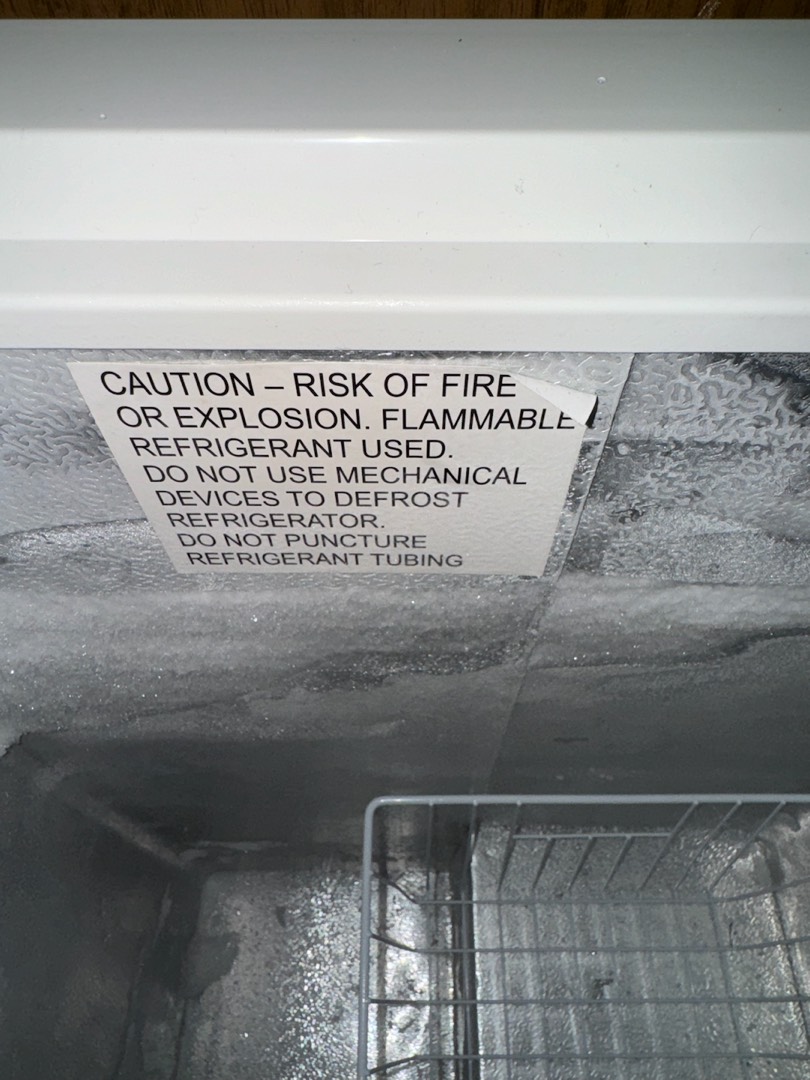 CAUTION – RISK OF FIRE
OR EXPLOSION. FLAMMABLE
REFRIGERANT USED.
DO NOT USE MECHANICAL
DEVICES TO DEFROST
REFRIGERATOR.
DO NOT PUNCTURE
REFRIGERANT TUBING